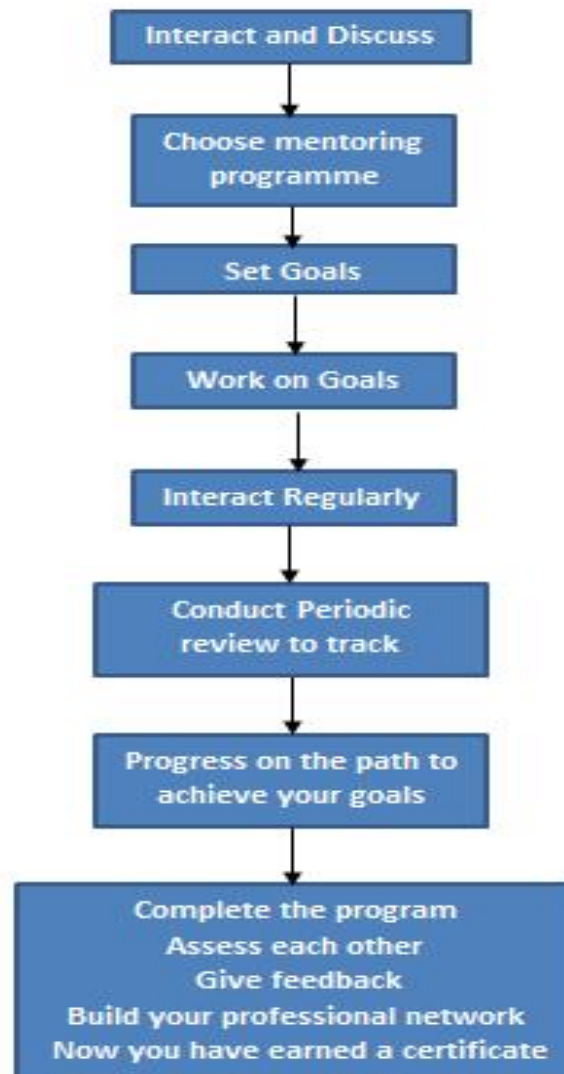 Interact and Discuss
Choose mentoring
programme
Set Goals
Work on Goals
Interact Regularly
Conduct Periodic
review to track
Progress on the path to
achieve your goals
Complete the program
Assess each other
Give feedback
Build your professional network
Now you have earned a certificate